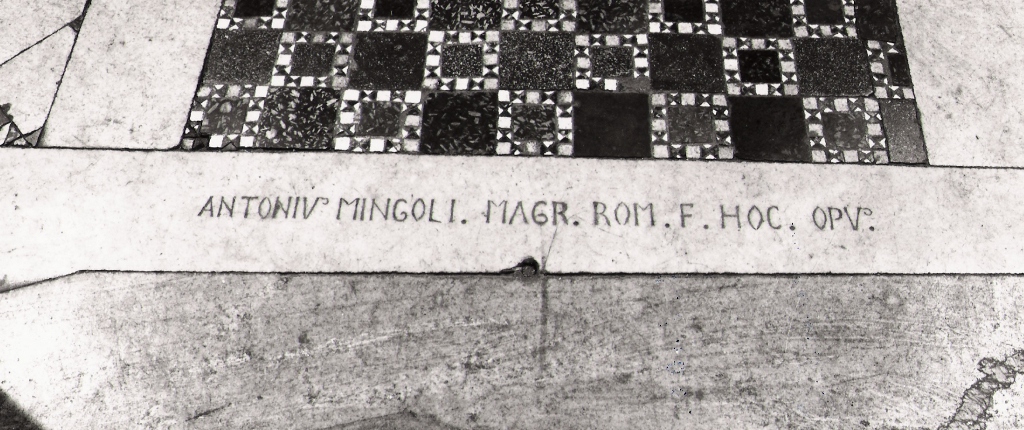 ANTONIVꝰ MINGOLI. MAGR. ROM. F. HOC. OPVꝰ.